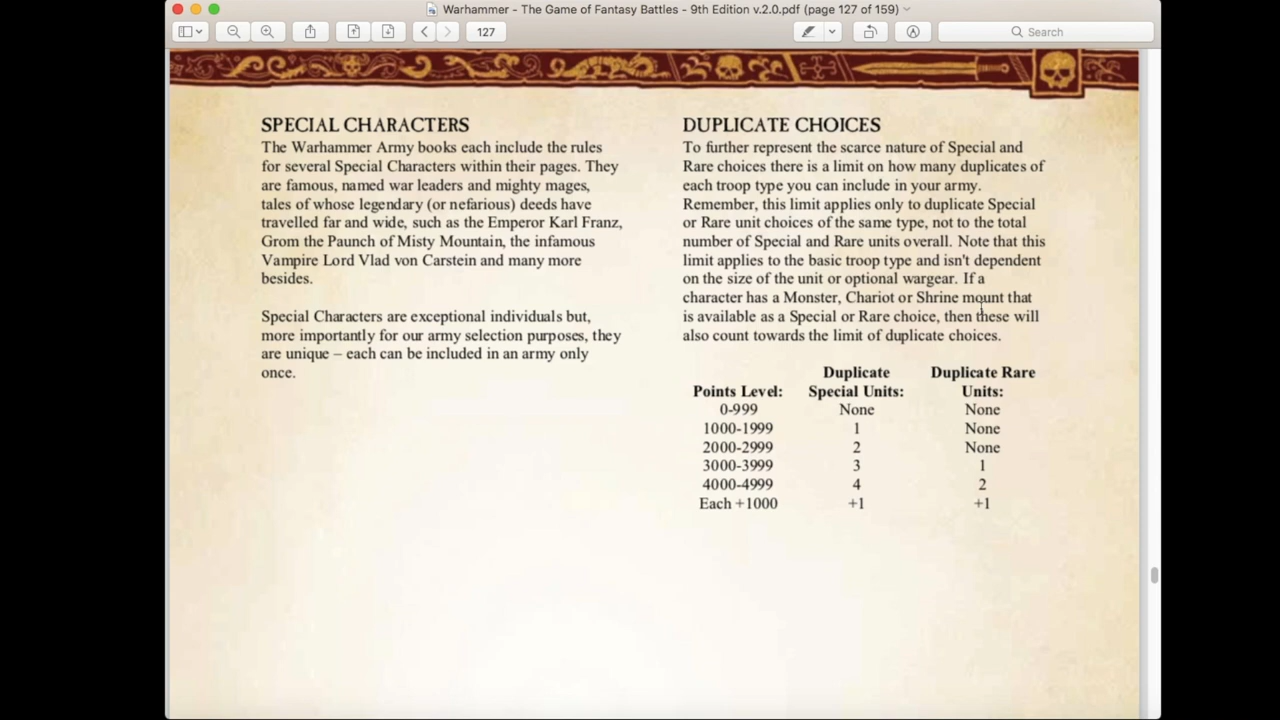 Warhammer - The Game of Fantasy Battles - 9th Edition v.2.0.pdf (page 127 of 159)
127
Search
SPECIAL CHARACTERS
The Warhammer Army books each include the rules
for several Special Characters within their pages. They
are famous, named war leaders and mighty mages,
tales of whose legendary (or nefarious) deeds have
travelled far and wide, such as the Emperor Karl Franz,
Grom the Paunch of Misty Mountain, the infamous
Vampire Lord Vlad von Carstein and many more
besides.
Special Characters are exceptional individuals but,
more importantly for our army selection purposes, they
are unique – each can be included in an army only
once.
DUPLICATE CHOICES
To further represent the scarce nature of Special and
Rare choices there is a limit on how many duplicates of
each troop type you can include in your army.
Remember, this limit applies only to duplicate Special
or Rare unit choices of the same type, not to the total
number of Special and Rare units overall. Note that this
limit applies to the basic troop type and isn't dependent
on the size of the unit or optional wargear. If a
character has a Monster, Chariot or Shrine mount that
is available as a Special or Rare choice, then these will
also count towards the limit of duplicate choices.
Duplicate Duplicate Rare
Points Level: Special Units: Units:
0-999 None None
1000-1999 1 None
2000-2999 2 None
3000-3999 3 1
4000-4999 4 2
Each +1000 +1 +1